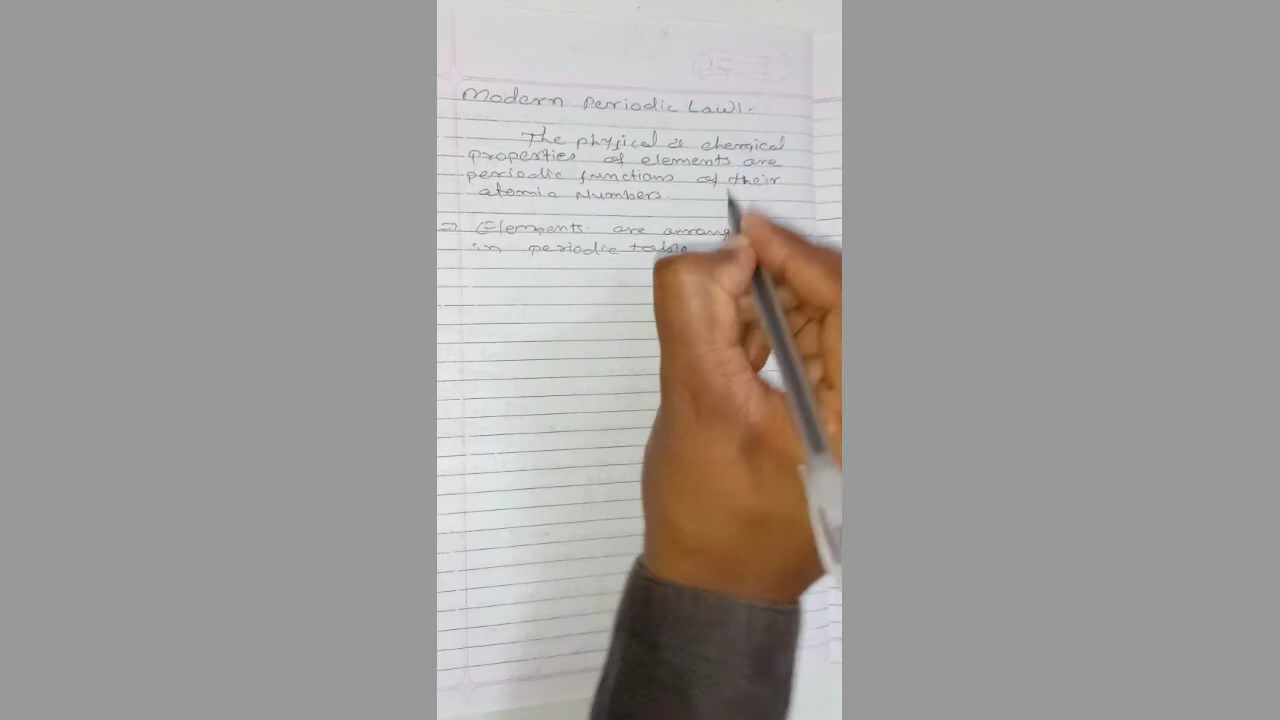 Modern Periodic Law:-
The physical & chemical
properties of elements are
periodic functions of their
atomic Numbers.
⇒ Elements are arrang
in periodic table